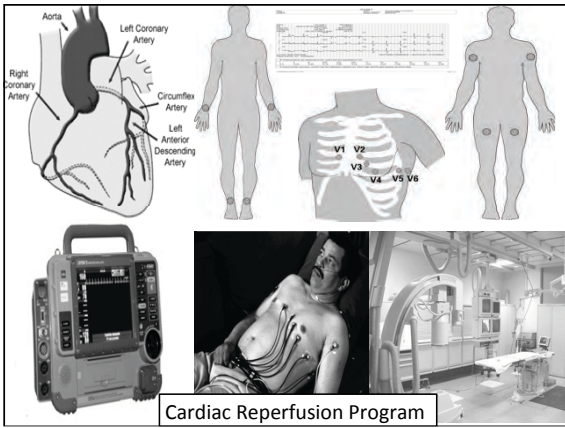 Aorta
Left Coronary
Artery
Right
Coronary
Artery
Circumflex
Artery
Left
Anterior
Descending
Artery
V1
V2
V3
V4
V5
V6
Cardiac Reperfusion Program